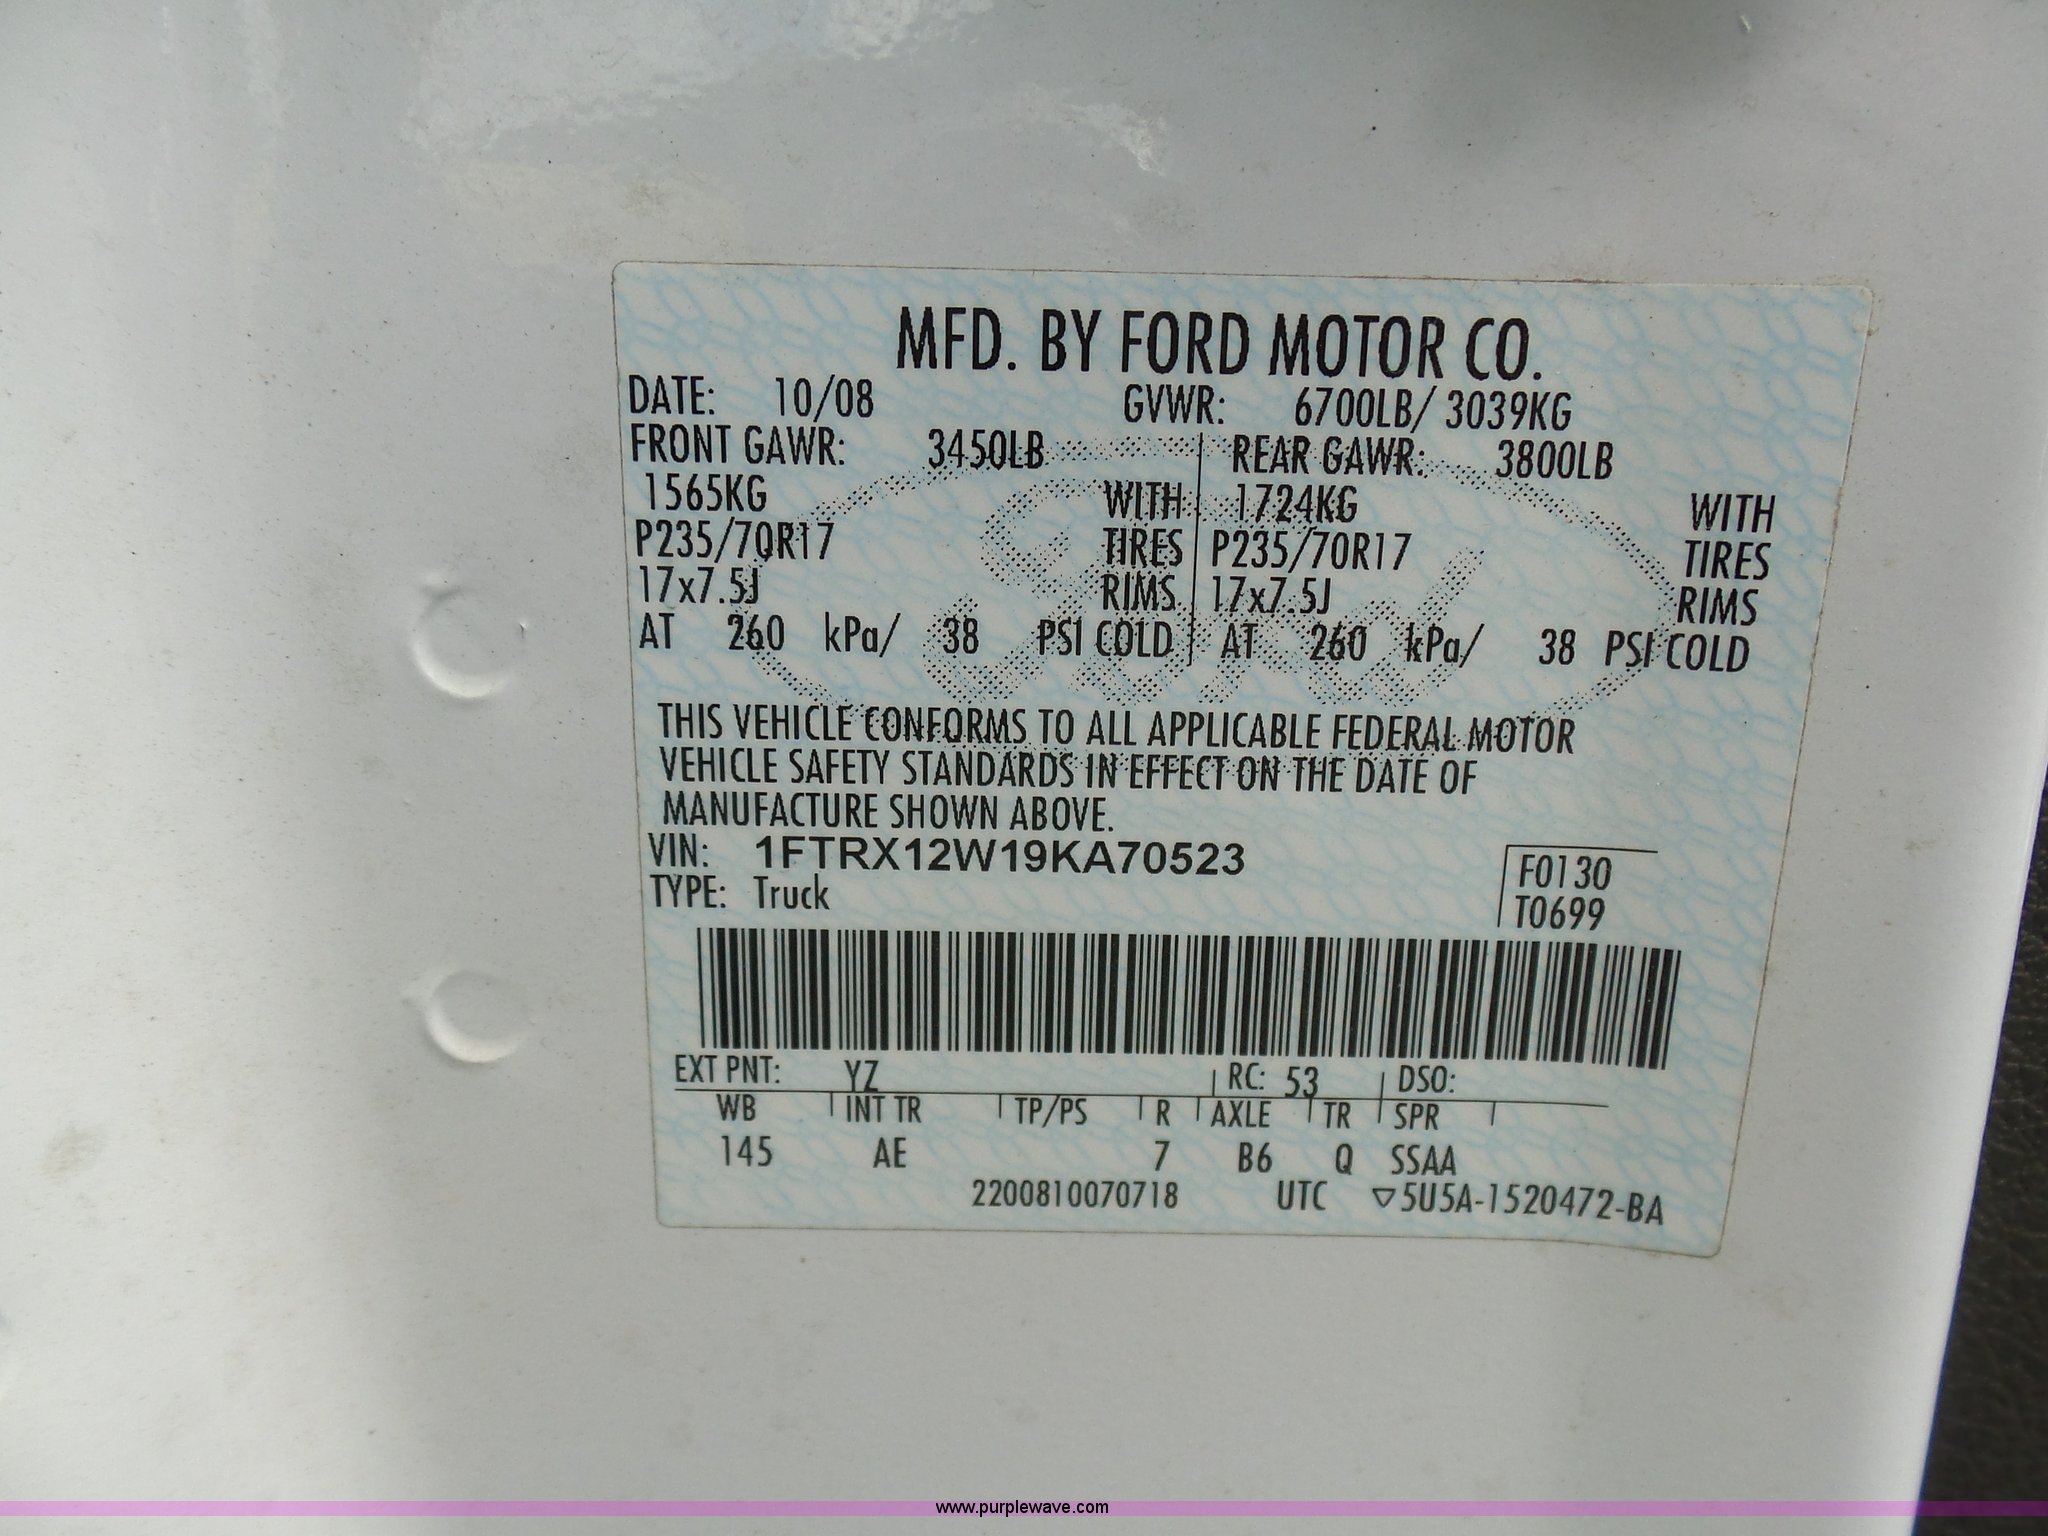 MFD. BY FORD MOTOR CO.
DATE: 10/08 GVWR: 6700LB/ 3039KG
FRONT GAWR: 3450LB REAR GAWR: 3800LB
1565KG WITH 1724KG WITH
P235/70R17 TIRES P235/70R17 TIRES
17x7.5J RIMS 17x7.5J RIMS
AT 260 kPa/ 38 PSI COLD AT 260 kPa/ 38 PSI COLD
THIS VEHICLE CONFORMS TO ALL APPLICABLE FEDERAL MOTOR
VEHICLE SAFETY STANDARDS IN EFFECT ON THE DATE OF
MANUFACTURE SHOWN ABOVE.
VIN: 1FTRX12W19KA70523 F0130
TYPE: Truck T0699
EXT PNT: YZ RC: 53 DSO:
WB INT TR TP/PS R AXLE TR SPR
145 AE 7 B6 Q SSAA
2200810070718 UTC ▽5U5A-1520472-BA
www.purplewave.com